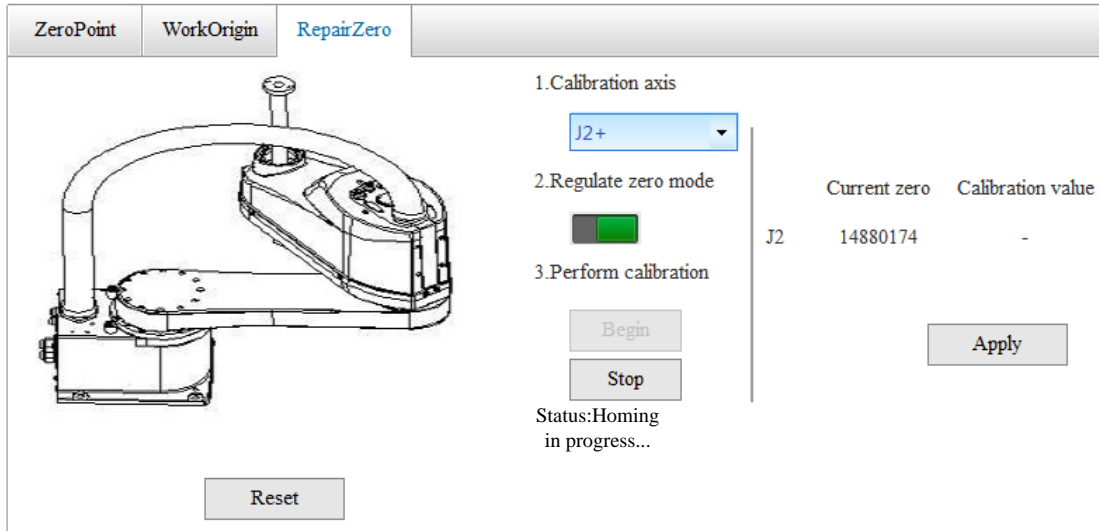 ZeroPoint
WorkOrigin
RepairZero
1.Calibration axis
J2+
2.Regulate zero mode
Current zero
Calibration value
J2
14880174
-
3.Perform calibration
Begin
Apply
Stop
Status:Homing
in progress...
Reset